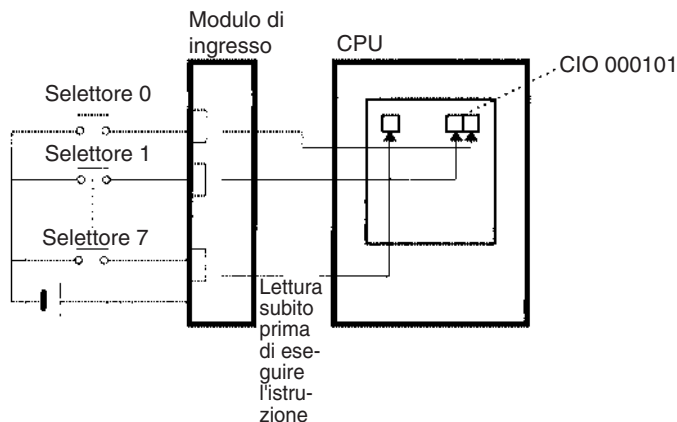 Modulo di
ingresso
CPU
CIO 000101
Selettore 0
Selettore 1
Selettore 7
Lettura
subito
prima
di ese-
guire
l'istru-
zione